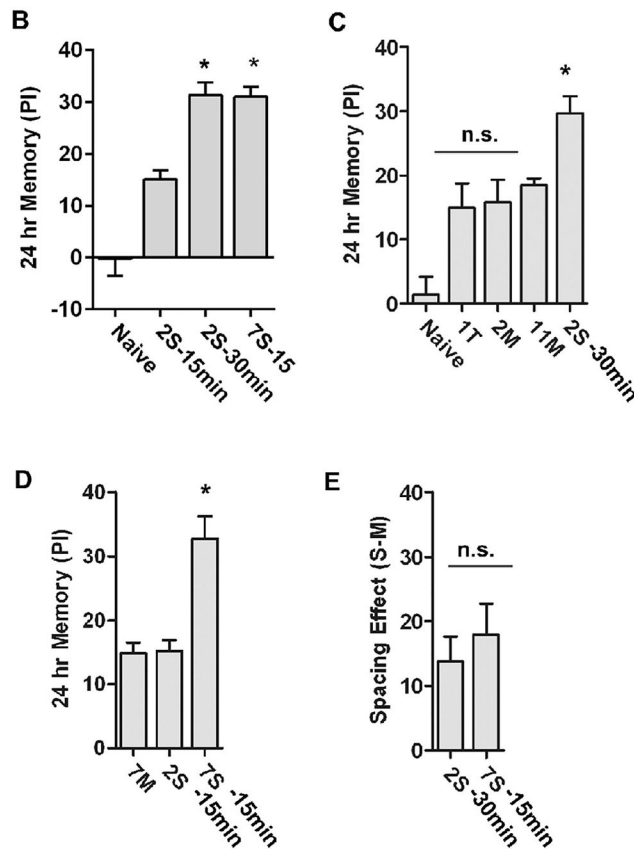 B
24 hr Memory (PI)
40
30
20
10
0
-10
*
*
Naive
2S-15min
2S-30min
7S-15
C
24 hr Memory (PI)
40
30
20
10
0
n.s.
*
Naive
1T
2M
11M
2S -30min
D
24 hr Memory (PI)
40
30
20
10
0
*
7M
2S -15min
7S -15min
E
Spacing Effect (S-M)
40
30
20
10
0
n.s.
2S -30min
7S -15min